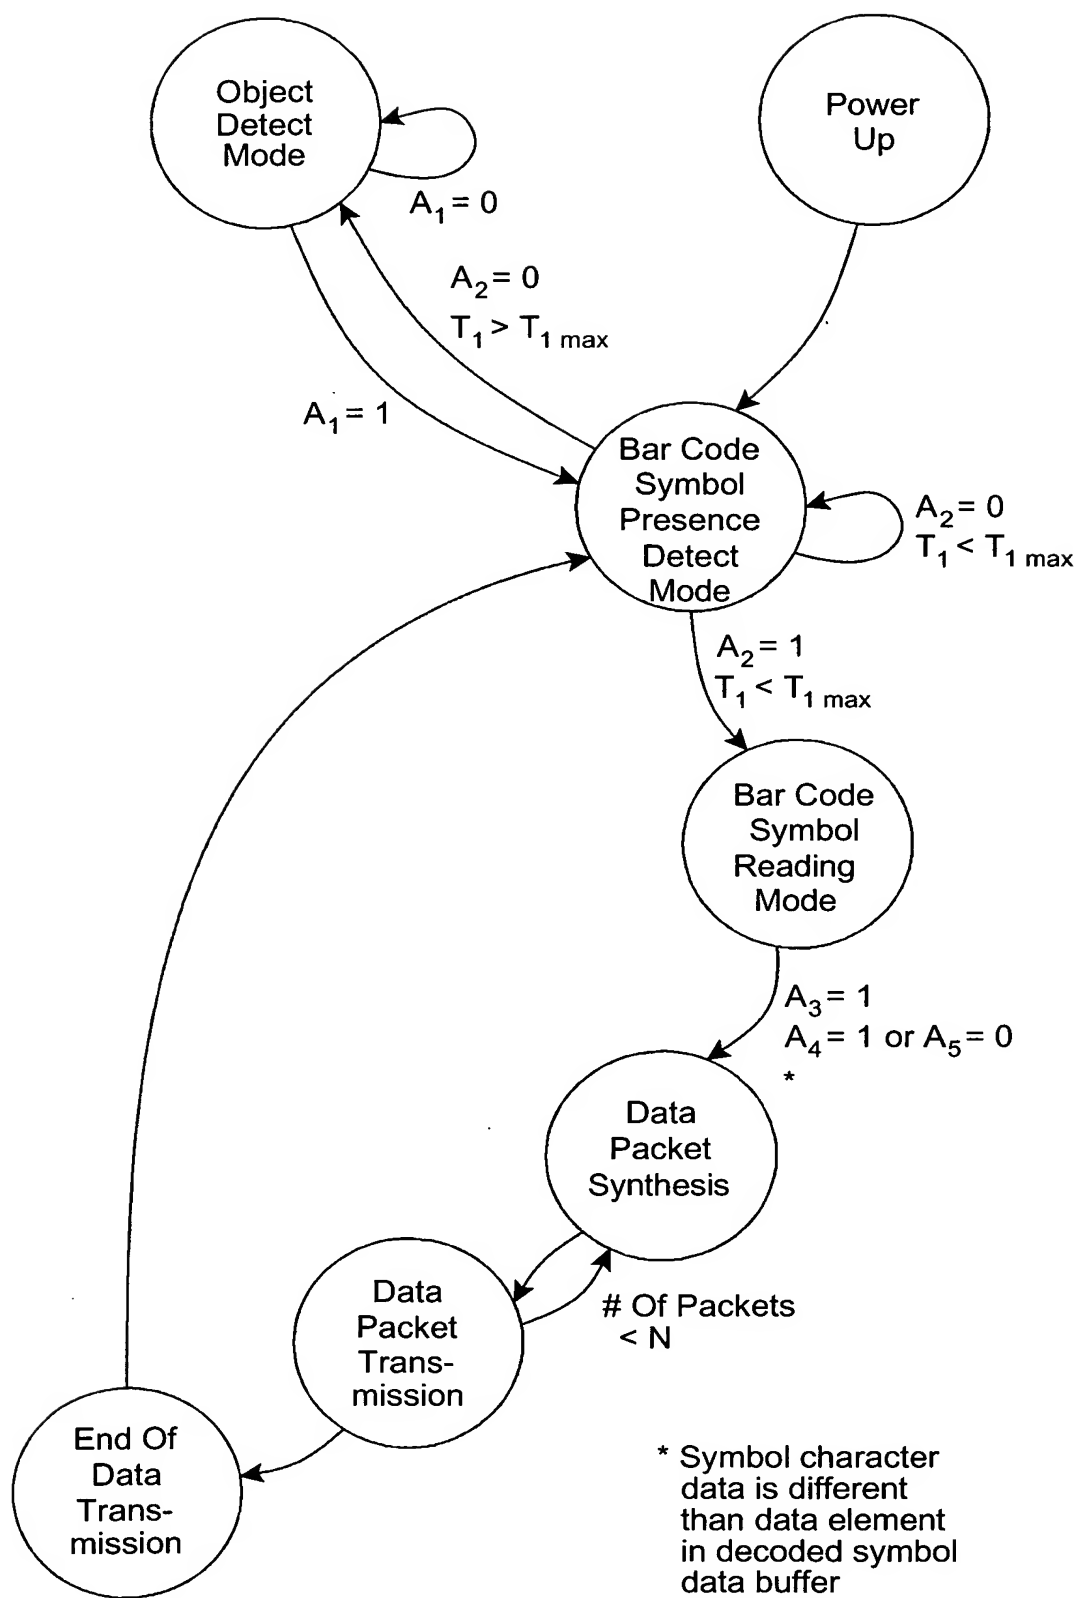 Object
Detect
Mode
Power
Up
A1 = 0
A2 = 0
T1 > T1 max
A1 = 1
Bar Code
Symbol
Presence
Detect
Mode
A2 = 0
T1 < T1 max
A2 = 1
T1 < T1 max
Bar Code
Symbol
Reading
Mode
A3 = 1
A4 = 1 or A5 = 0
*
Data
Packet
Synthesis
# Of Packets
< N
Data
Packet
Trans-
mission
End Of
Data
Trans-
mission
* Symbol character
data is different
than data element
in decoded symbol
data buffer